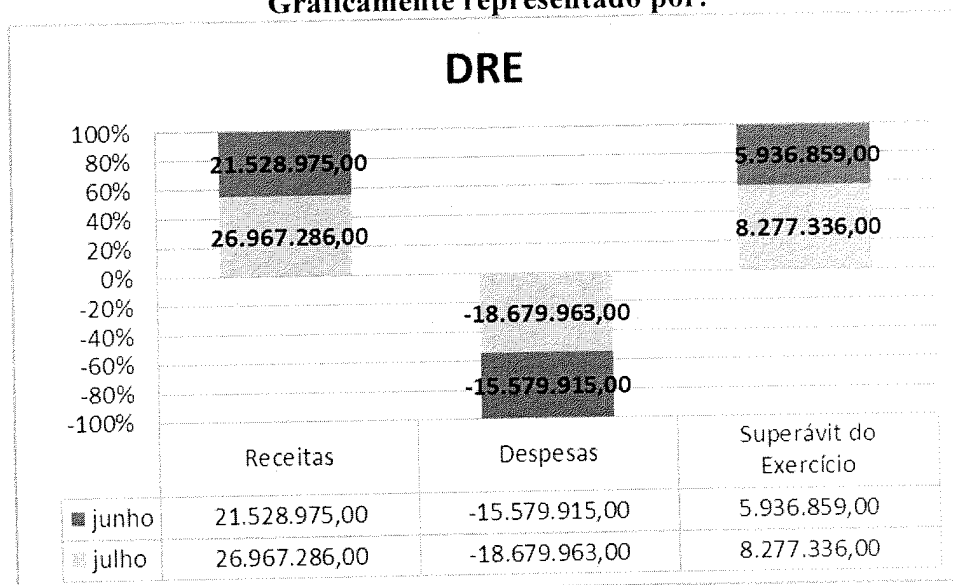 Graficamente representado por:
DRE
100%
80%
60%
40%
20%
0%
-20%
-40%
-60%
-80%
-100%
21.528.975,00
5.936.859,00
26.967.286,00
8.277.336,00
-18.679.963,00
-15.579.915,00
Receitas
Despesas
Superávit do
Exercício
junho 21.528.975,00 -15.579.915,00 5.936.859,00
julho 26.967.286,00 -18.679.963,00 8.277.336,00